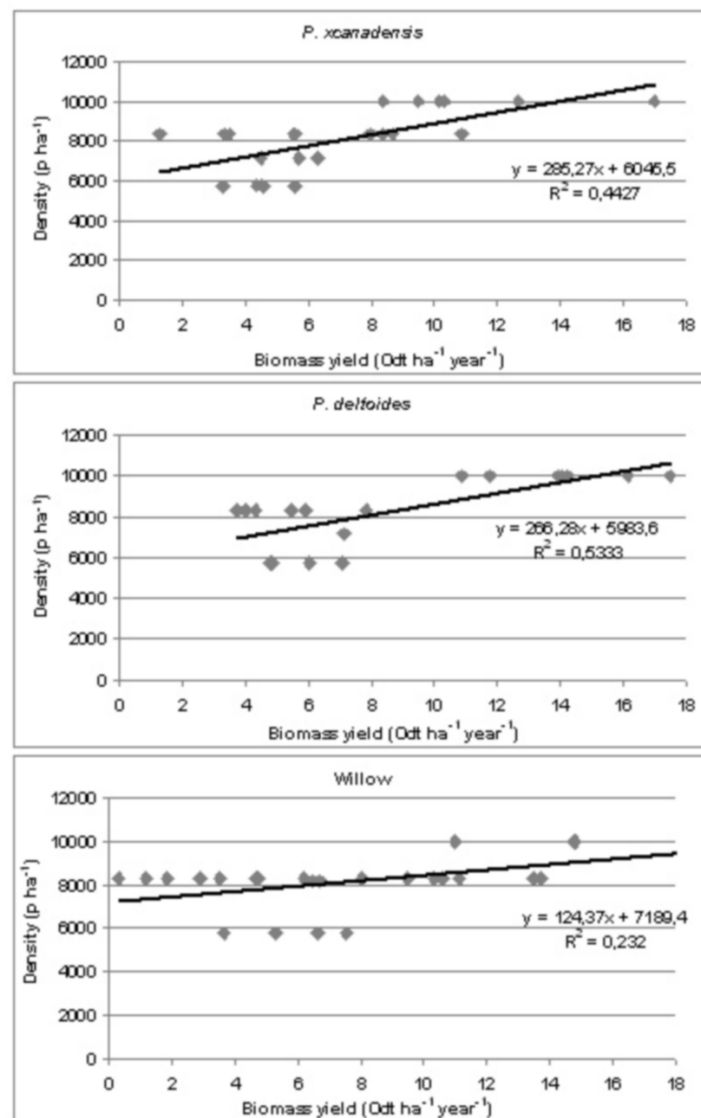 P. xcanadensis
12000
10000
8000
6000
4000
2000
0
Density (p ha⁻¹)
y = 285,27x + 6045,5
R² = 0,4427
0 2 4 6 8 10 12 14 16 18
Biomass yield (Odt ha⁻¹ year⁻¹)
P. deltoides
12000
10000
8000
6000
4000
2000
0
Density (p ha⁻¹)
y = 266,28x + 5983,6
R² = 0,5333
0 2 4 6 8 10 12 14 16 18
Biomass yield (Odt ha⁻¹ year⁻¹)
Willow
12000
10000
8000
6000
4000
2000
0
Density (p ha⁻¹)
y = 124,37x + 7189,4
R² = 0,232
0 2 4 6 8 10 12 14 16 18
Biomass yield (Odt ha⁻¹ year⁻¹)